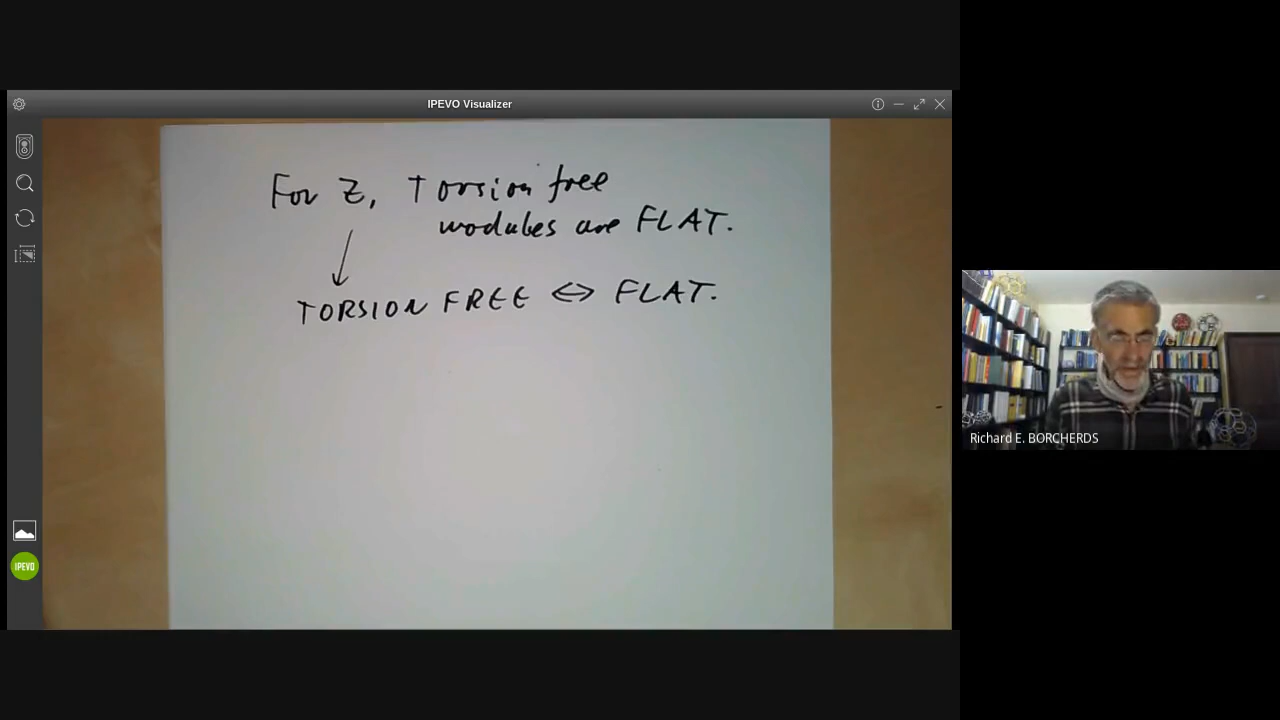 IPEVO Visualizer
For Z, Torsion free
modules are FLAT.
TORSION FREE ⇔ FLAT.
IPEVO
Richard E. BORCHERDS